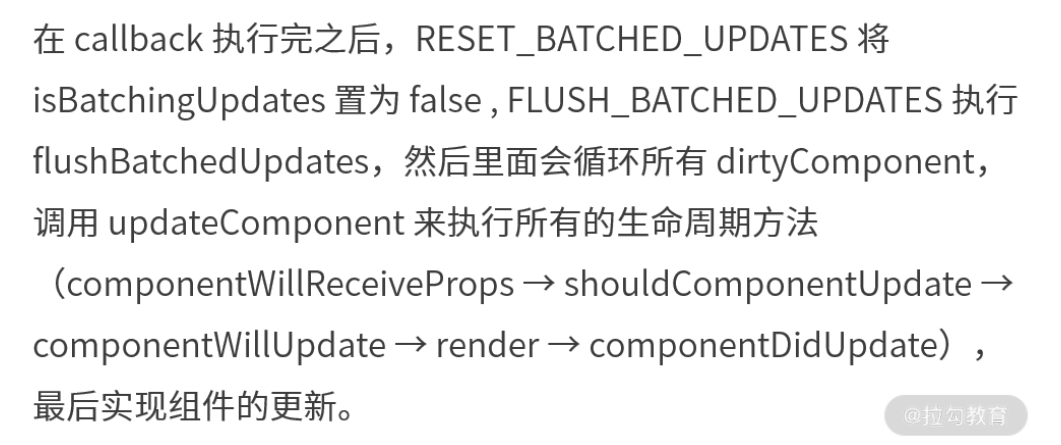 在 callback 执行完之后，RESET_BATCHED_UPDATES 将
isBatchingUpdates 置为 false , FLUSH_BATCHED_UPDATES 执行
flushBatchedUpdates，然后里面会循环所有 dirtyComponent，
调用 updateComponent 来执行所有的生命周期方法
（componentWillReceiveProps → shouldComponentUpdate →
componentWillUpdate → render → componentDidUpdate），
最后实现组件的更新。
@拉勾教育